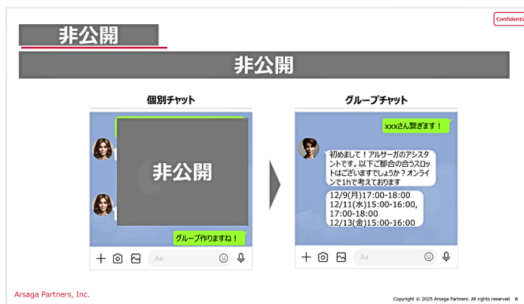 Confidential
非公開
非公開
個別チャット
グループチャット
非公開
グループ作りますね！
Aa
xxxさん繋ぎます！
初めまして！アルサーガのアシスタ
ントです。以下ご都合の合うスロッ
トはございますでしょうか？オンライ
ンで1hで考えております
12/9(月)17:00-18:00
12/11(水)15:00-16:00,
17:00-18:00
12/13(金)15:00-16:00
Aa
Arsaga Partners, Inc.
Copyright © 2025 Arsaga Partners. All rights reserved 6